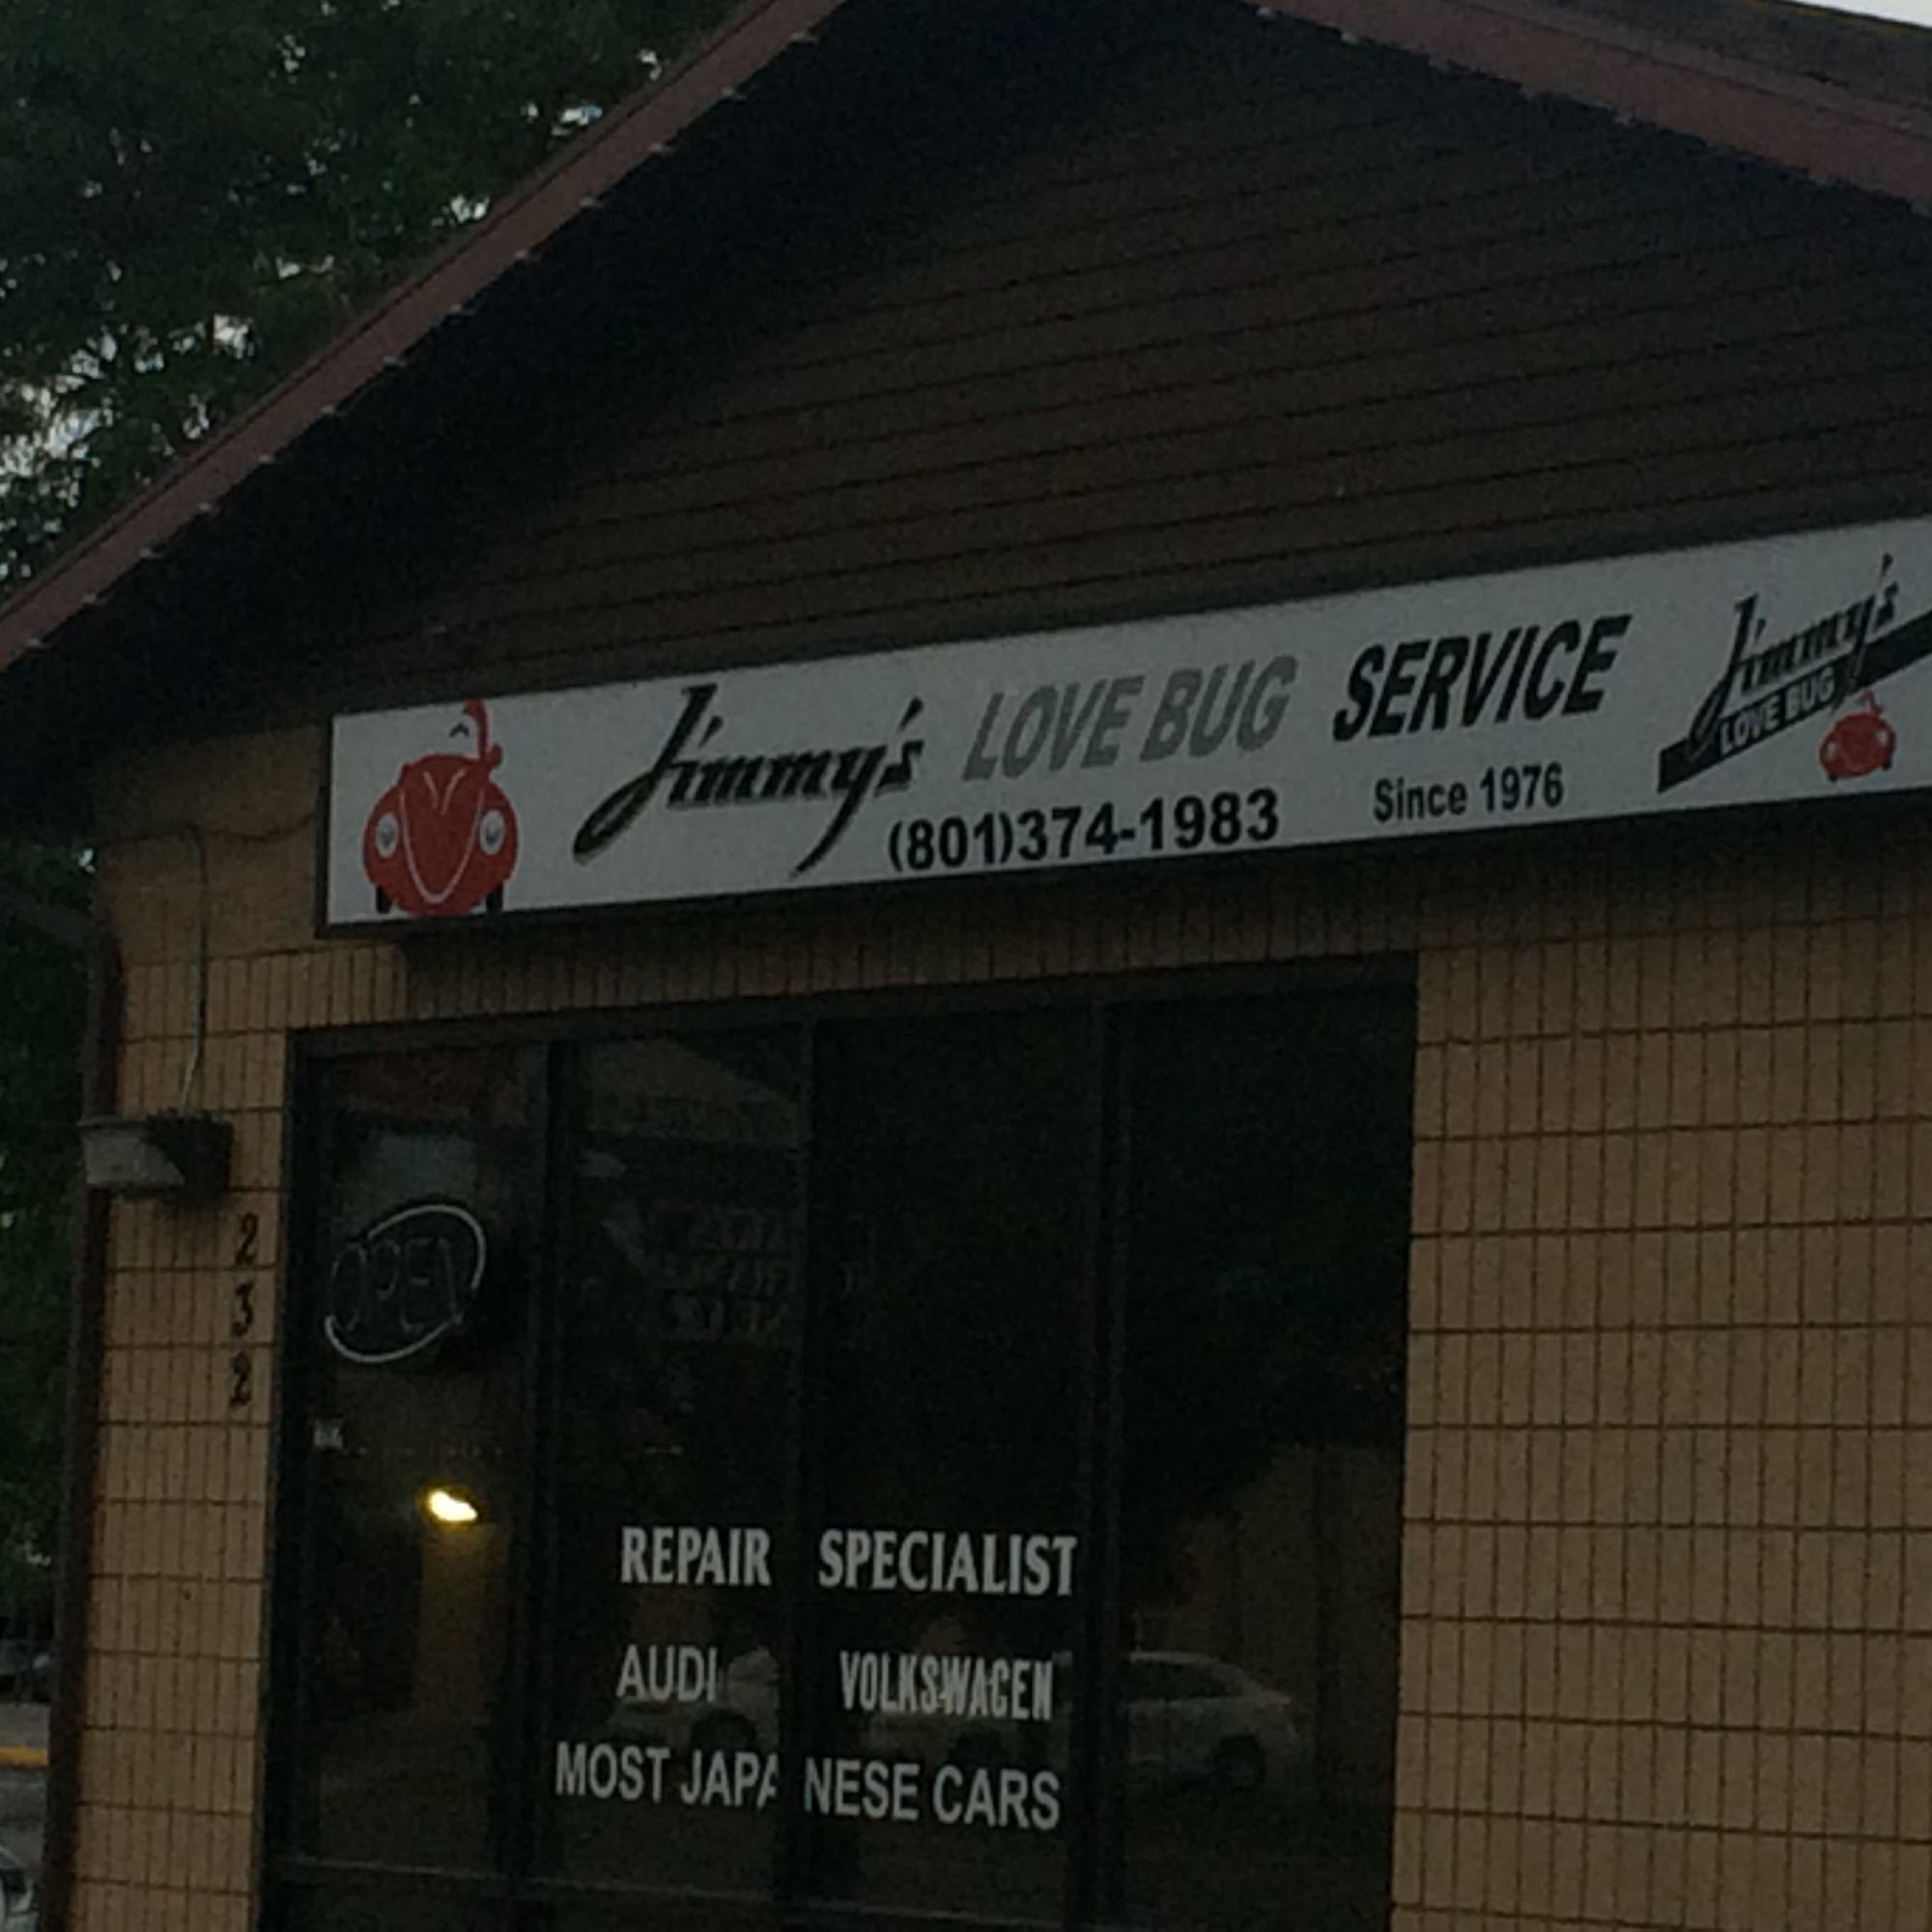 Jimmy's LOVE BUG SERVICE
(801)374-1983 Since 1976
Jimmy's
LOVE BUG
232
OPEN
REPAIR SPECIALIST
AUDI VOLKSWAGEN
MOST JAPANESE CARS